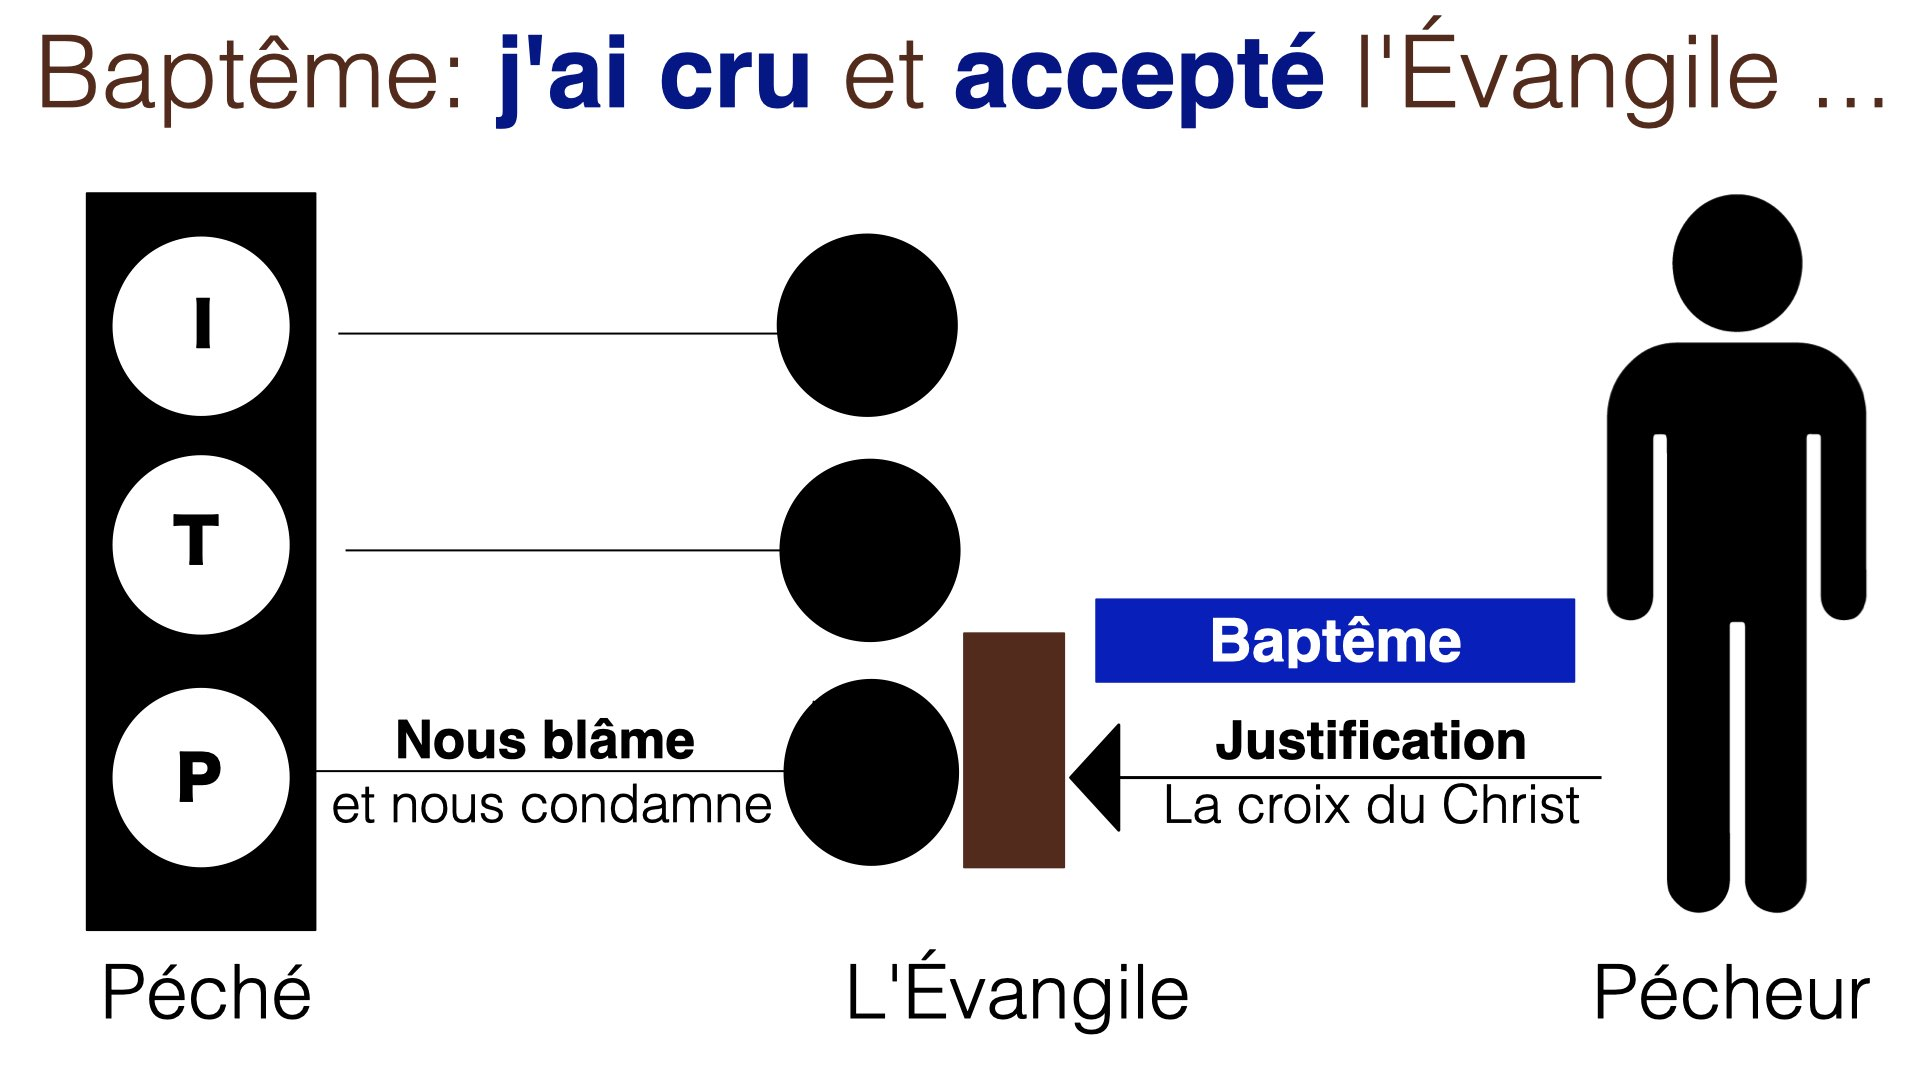 Baptême: j'ai cru et accepté l'Évangile ...
I
T
Baptême
P
Nous blâme
et nous condamne
Justification
La croix du Christ
Péché
L'Évangile
Pécheur